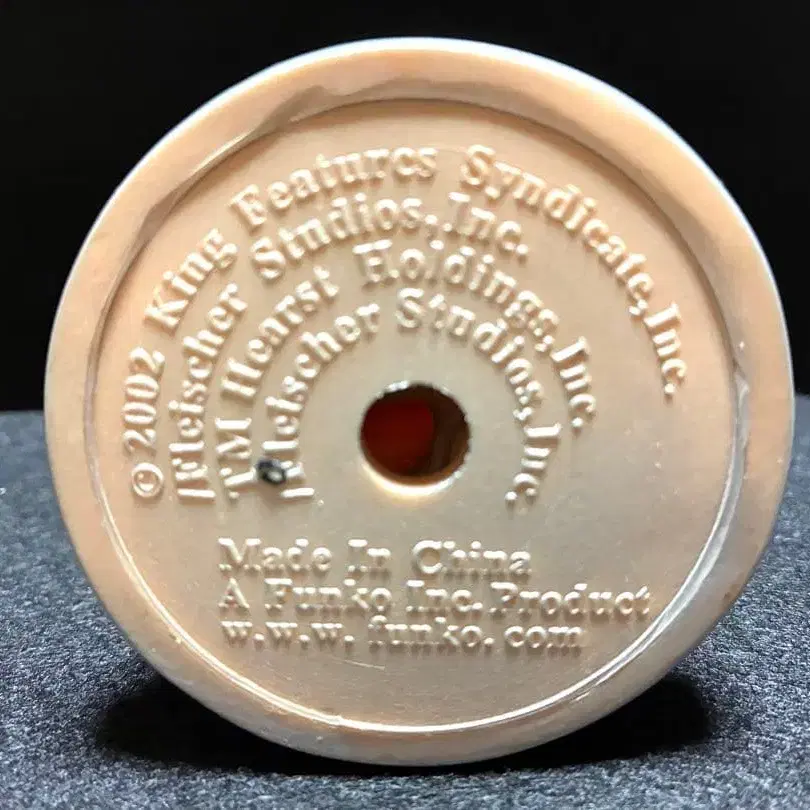 ©2002 King Features Syndicate,Inc.
/Fleischer Studios,Inc.
TM Hearst Holdings,Inc.
/Fleischer Studios,Inc.
Made In China
A Funko Inc. Product
w.w.w. funko. com